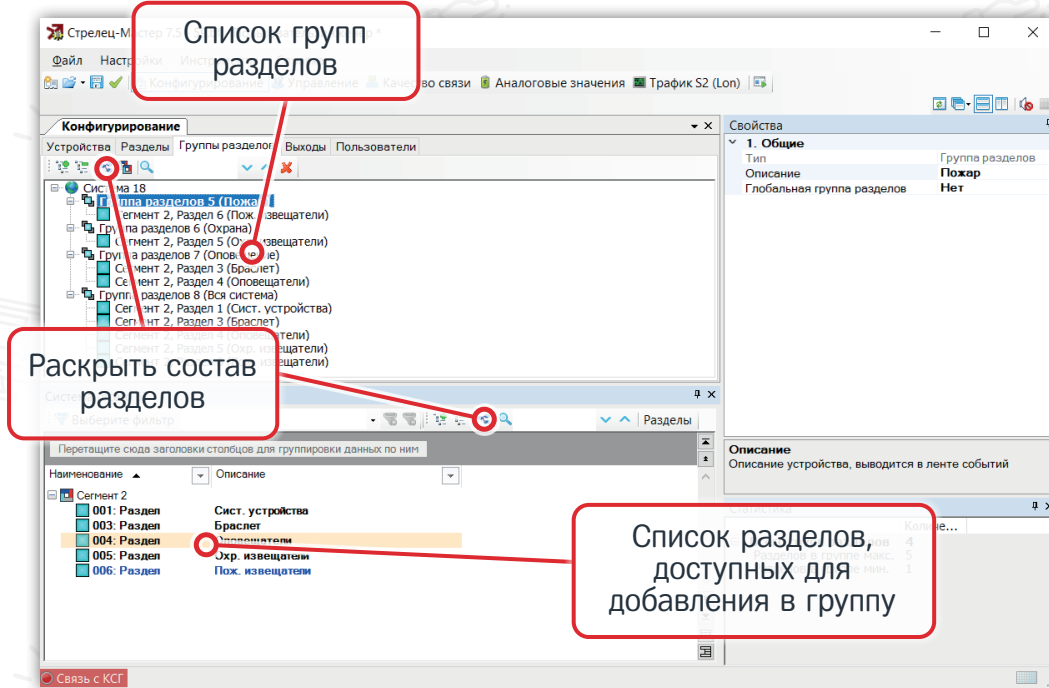 Стрелец-Мастер 7.5
Список групп
разделов
Файл Настройки
Конфигурирование Управление Качество связи Аналоговые значения Трафик S2 (Lon)
Конфигурирование
Устройства Разделы Группы разделов Выходы Пользователи
Система 18
Группа разделов 5 (Пожар)
Сегмент 2, Раздел 6 (Пож. извещатели)
Группа разделов 6 (Охрана)
Сегмент 2, Раздел 5 (Охр. извещатели)
Группа разделов 7 (Оповещение)
Сегмент 2, Раздел 3 (Браслет)
Сегмент 2, Раздел 4 (Оповещатели)
Группа разделов 8 (Вся система)
Сегмент 2, Раздел 1 (Сист. устройства)
Сегмент 2, Раздел 3 (Браслет)
Сегмент 2, Раздел 4 (Оповещатели)
Сегмент 2, Раздел 5 (Охр. извещатели)
извещатели)
Свойства
1. Общие
Тип Группа разделов
Описание Пожар
Глобальная группа разделов Нет
Раскрыть состав
разделов
Выберите фильтр Разделы
Перетащите сюда заголовки столбцов для группировки данных по ним
Наименование Описание
Сегмент 2
001: Раздел Сист. устройства
003: Раздел Браслет
004: Раздел Оповещатели
005: Раздел Охр. извещатели
006: Раздел Пож. извещатели
Описание
Описание устройства, выводится в ленте событий
Статистика
Количе...
4
Разделов в группе макс. 5
мин. 1
Список разделов,
доступных для
добавления в группу
Связь с КСГ